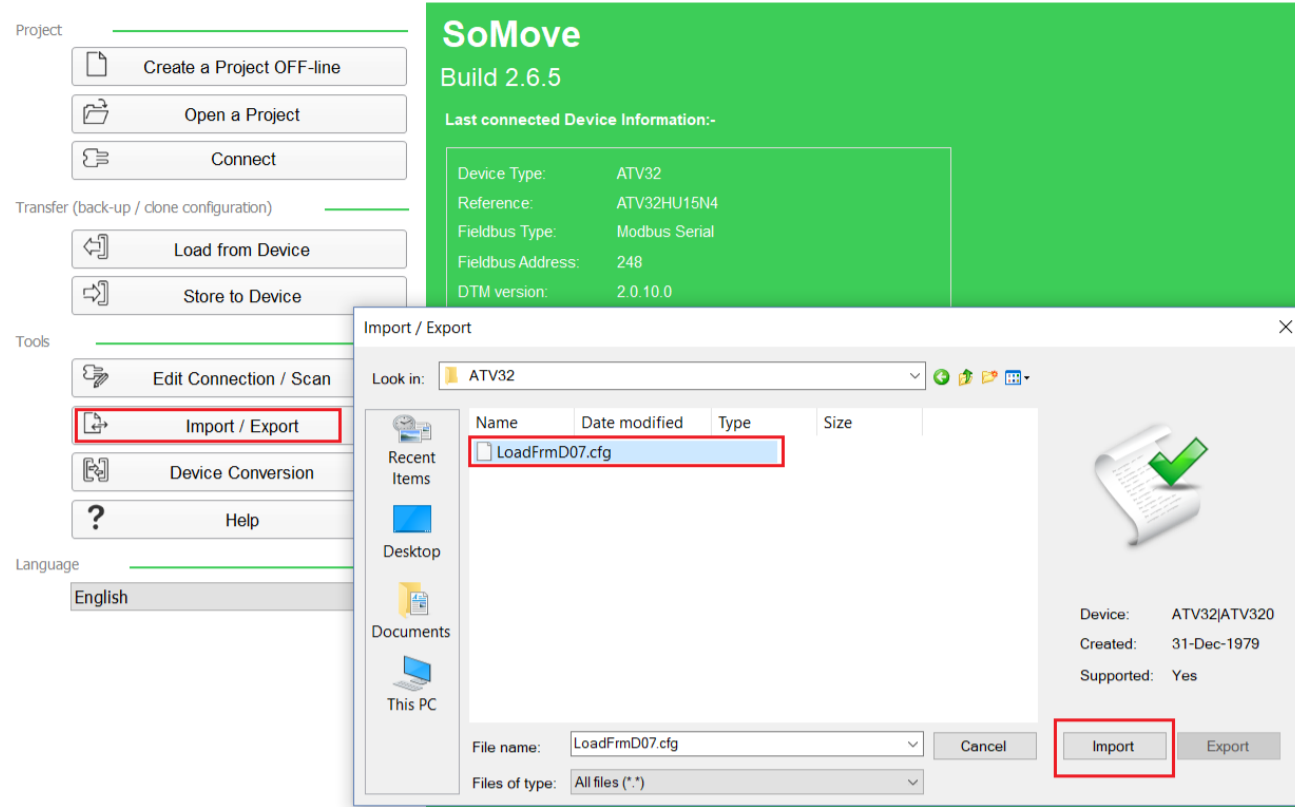 Project
Create a Project OFF-line
Open a Project
Connect
Transfer (back-up / clone configuration)
Load from Device
Store to Device
Tools
Edit Connection / Scan
Import / Export
Device Conversion
? Help
Language
English
SoMove
Build 2.6.5
Last connected Device Information:-
Device Type: ATV32
Reference: ATV32HU15N4
Fieldbus Type: Modbus Serial
Fieldbus Address: 248
DTM version: 2.0.10.0
Import / Export
Look in: ATV32
Recent
Items
Desktop
Documents
This PC
Name Date modified Type Size
LoadFrmD07.cfg
File name: LoadFrmD07.cfg Cancel
Files of type: All files (*.*)
Device: ATV32|ATV320
Created: 31-Dec-1979
Supported: Yes
Import Export